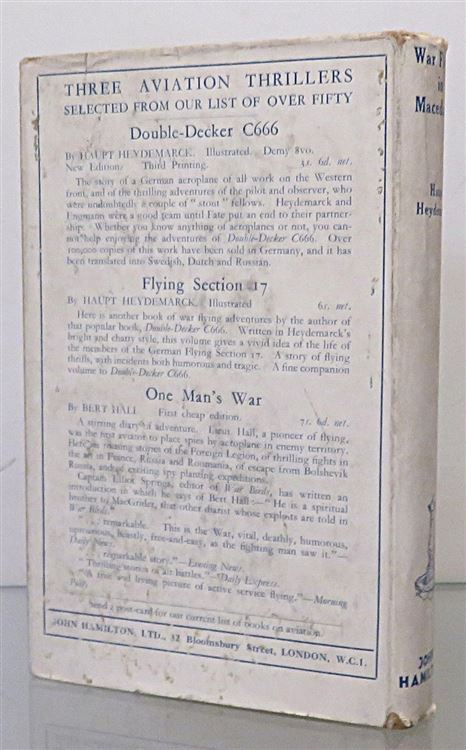 THREE AVIATION THRILLERS
SELECTED FROM OUR LIST OF OVER FIFTY
Double-Decker C666
By HAUPT HEYDEMARCK. Illustrated. Demy 8vo.
New Edition. Third Printing. 3s. 6d. net.
The story of a German aeroplane of all work on the Western
front, and of the thrilling adventures of the pilot and observer, who
were undoubtedly a couple of "stout" fellows. Heydemarck and
Engmann were a good team until Fate put an end to their partner-
ship. Whether you know anything of aeroplanes or not, you can-
not help enjoying the adventures of Double-Decker C666. Over
100,000 copies of this work have been sold in Germany, and it has
been translated into Swedish, Dutch and Russian.
Flying Section 17
By HAUPT HEYDEMARCK. Illustrated 6s. net.
Here is another book of war flying adventures by the author of
that popular book, Double-Decker C666. Written in Heydemarck's
bright and chatty style, this volume gives a vivid idea of the life of
the members of the German Flying Section 17. A story of flying
thrills, with incidents both humorous and tragic. A fine companion
volume to Double-Decker C666.
One Man's War
By BERT HALL. First cheap edition. 7s. 6d. net.
A stirring diary of adventure. Lieut. Hall, a pioneer of flying,
was the first aviator to place spies by aeroplane in enemy territory.
Here are rousing stories of the Foreign Legion, of thrilling fights in
the air in France, Russia and Roumania, of escape from Bolshevik
Russia, and of exciting spy planting expeditions.
Captain Elliott Springs, editor of War Birds, has written an
introduction in which he says of Bert Hall:—"He is a spiritual
brother to MacGrider, that other diarist whose exploits are told in
War Birds."
"... remarkable. This is the War, vital, deathly, humorous,
uproarious, beastly, free-and-easy, as the fighting man saw it."—
Daily News.
"... remarkable story."—Evening News.
"Thrilling stories of air battles."—Daily Express.
"A fine and living picture of active service flying."—Morning
Post.
Send a post-card for our current list of books on aviation.
JOHN HAMILTON, LTD., 32 Bloomsbury Street, LONDON, W.C.1.
War F
in
Maced
Haup
Heydem
JOHN
HAMIL